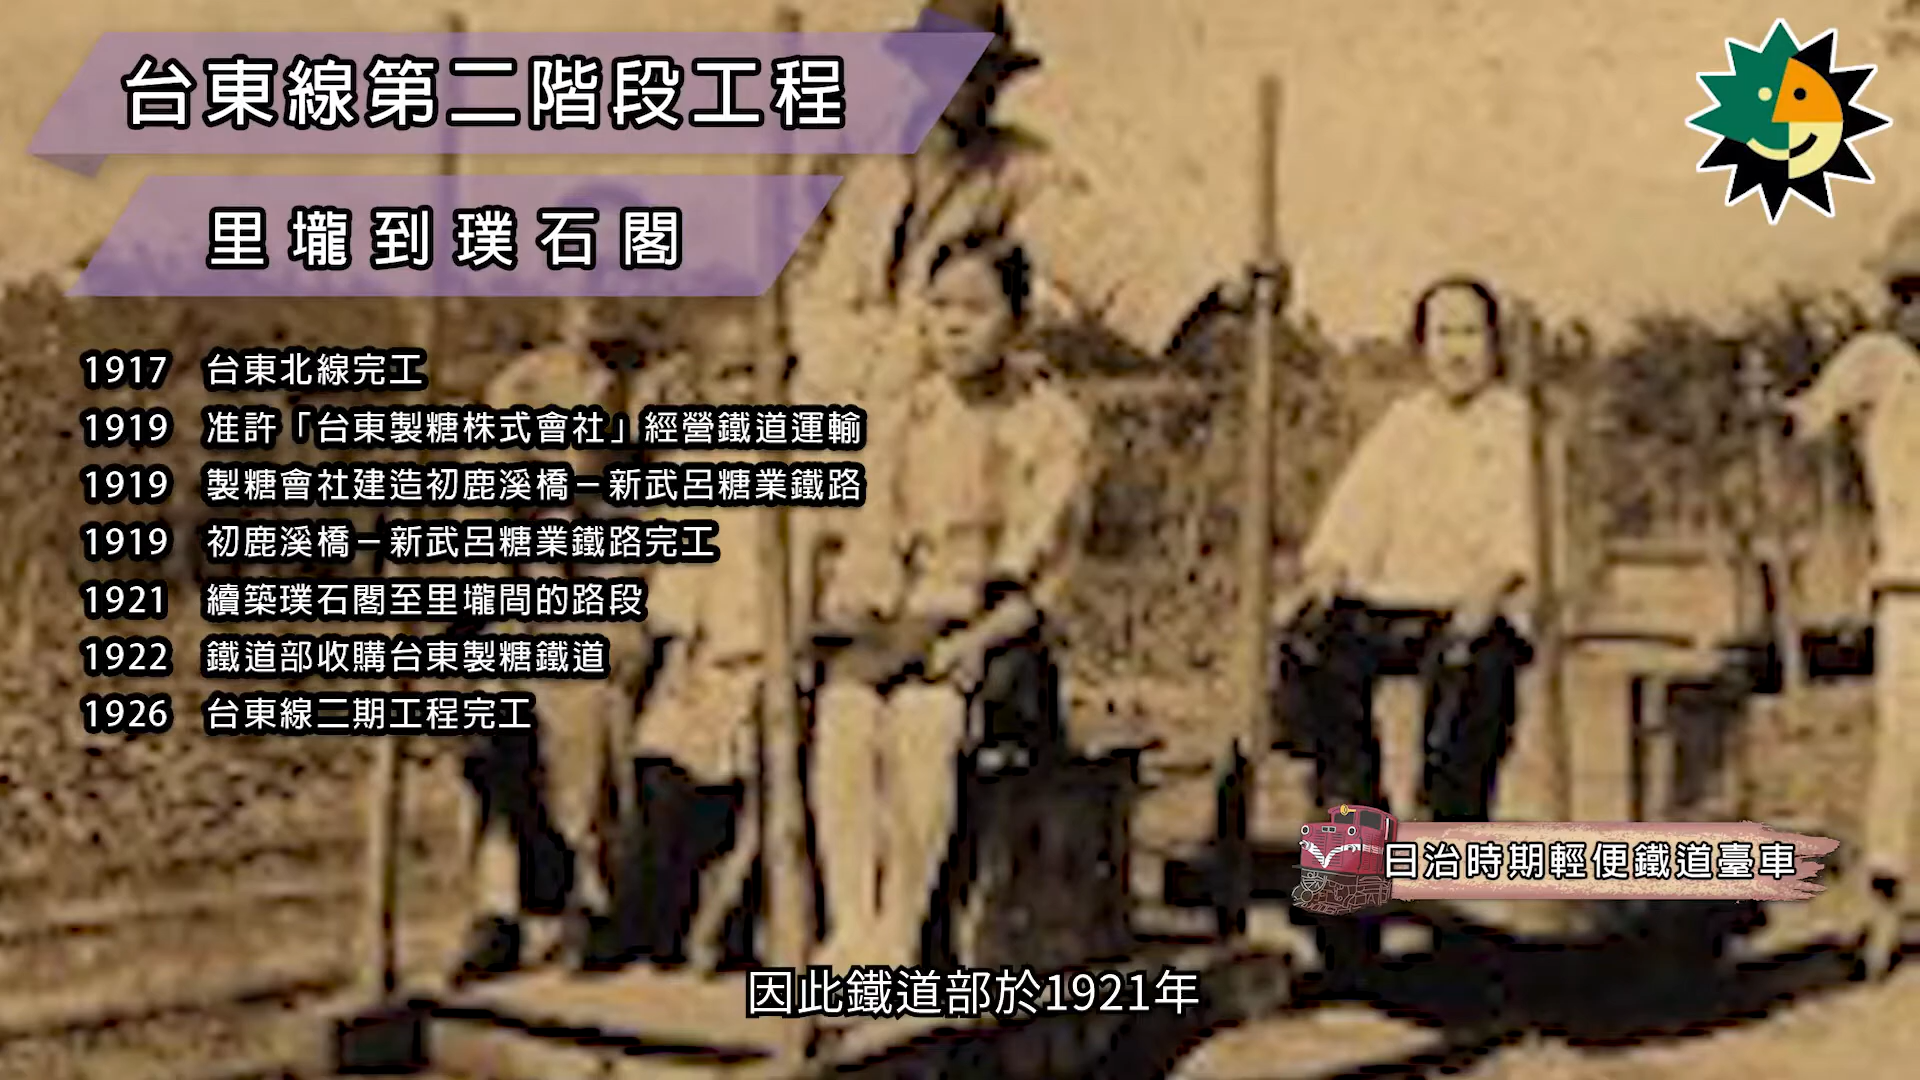 台東線第二階段工程
里壠到璞石閣
1917 台東北線完工
1919 准許「台東製糖株式會社」經營鐵道運輸
1919 製糖會社建造初鹿溪橋－新武呂糖業鐵路
1919 初鹿溪橋－新武呂糖業鐵路完工
1921 續築璞石閣至里壠間的路段
1922 鐵道部收購台東製糖鐵道
1926 台東線二期工程完工
日治時期輕便鐵道臺車
因此鐵道部於1921年